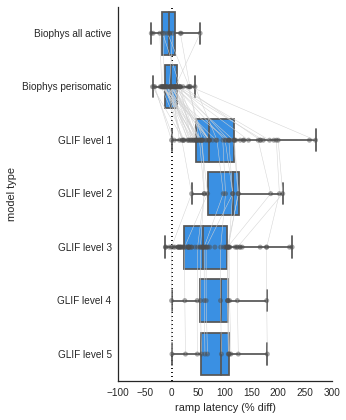 Biophys all active
Biophys perisomatic
GLIF level 1
GLIF level 2
GLIF level 3
GLIF level 4
GLIF level 5
model type
−100 −50 0 50 100 150 200 250 300
ramp latency (% diff)